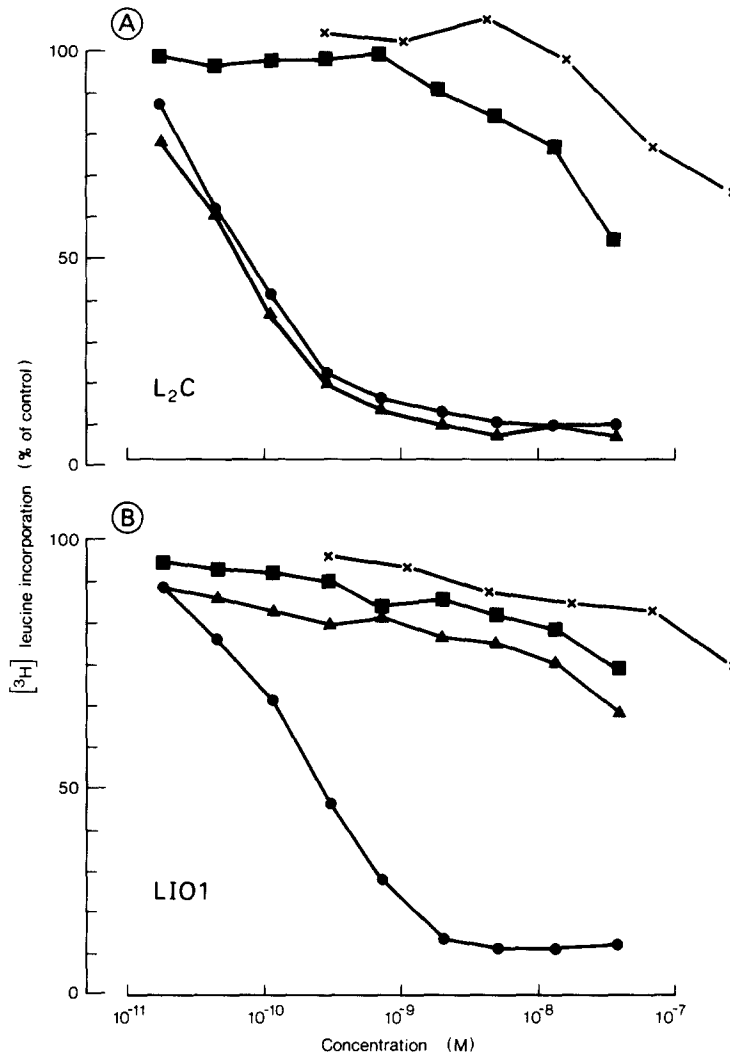 A
100
50
0
L₂C
[³H] leucine incorporation (% of control)
B
100
50
0
LIO1
10⁻¹¹ 10⁻¹⁰ 10⁻⁹ 10⁻⁸ 10⁻⁷
Concentration (M)